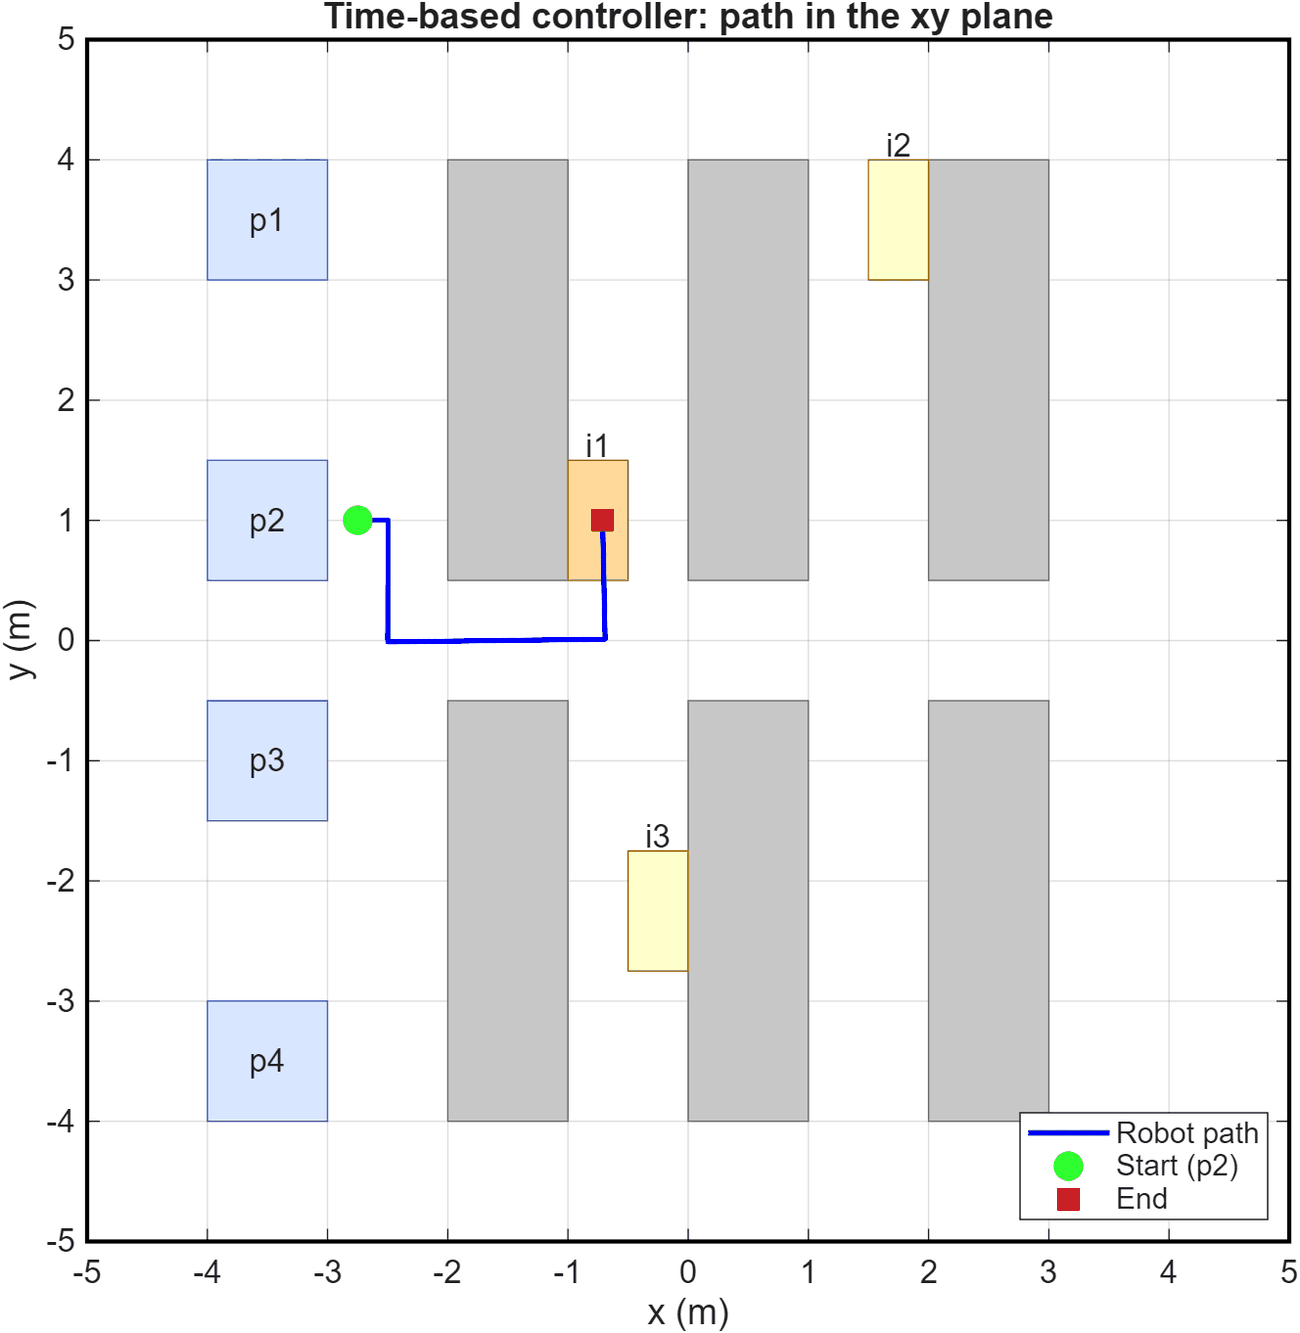 Time-based controller: path in the xy plane
5
4
3
2
1
0
-1
-2
-3
-4
-5
y (m)
p1
p2
p3
p4
i2
i1
i3
Robot path
Start (p2)
End
-5 -4 -3 -2 -1 0 1 2 3 4 5
x (m)